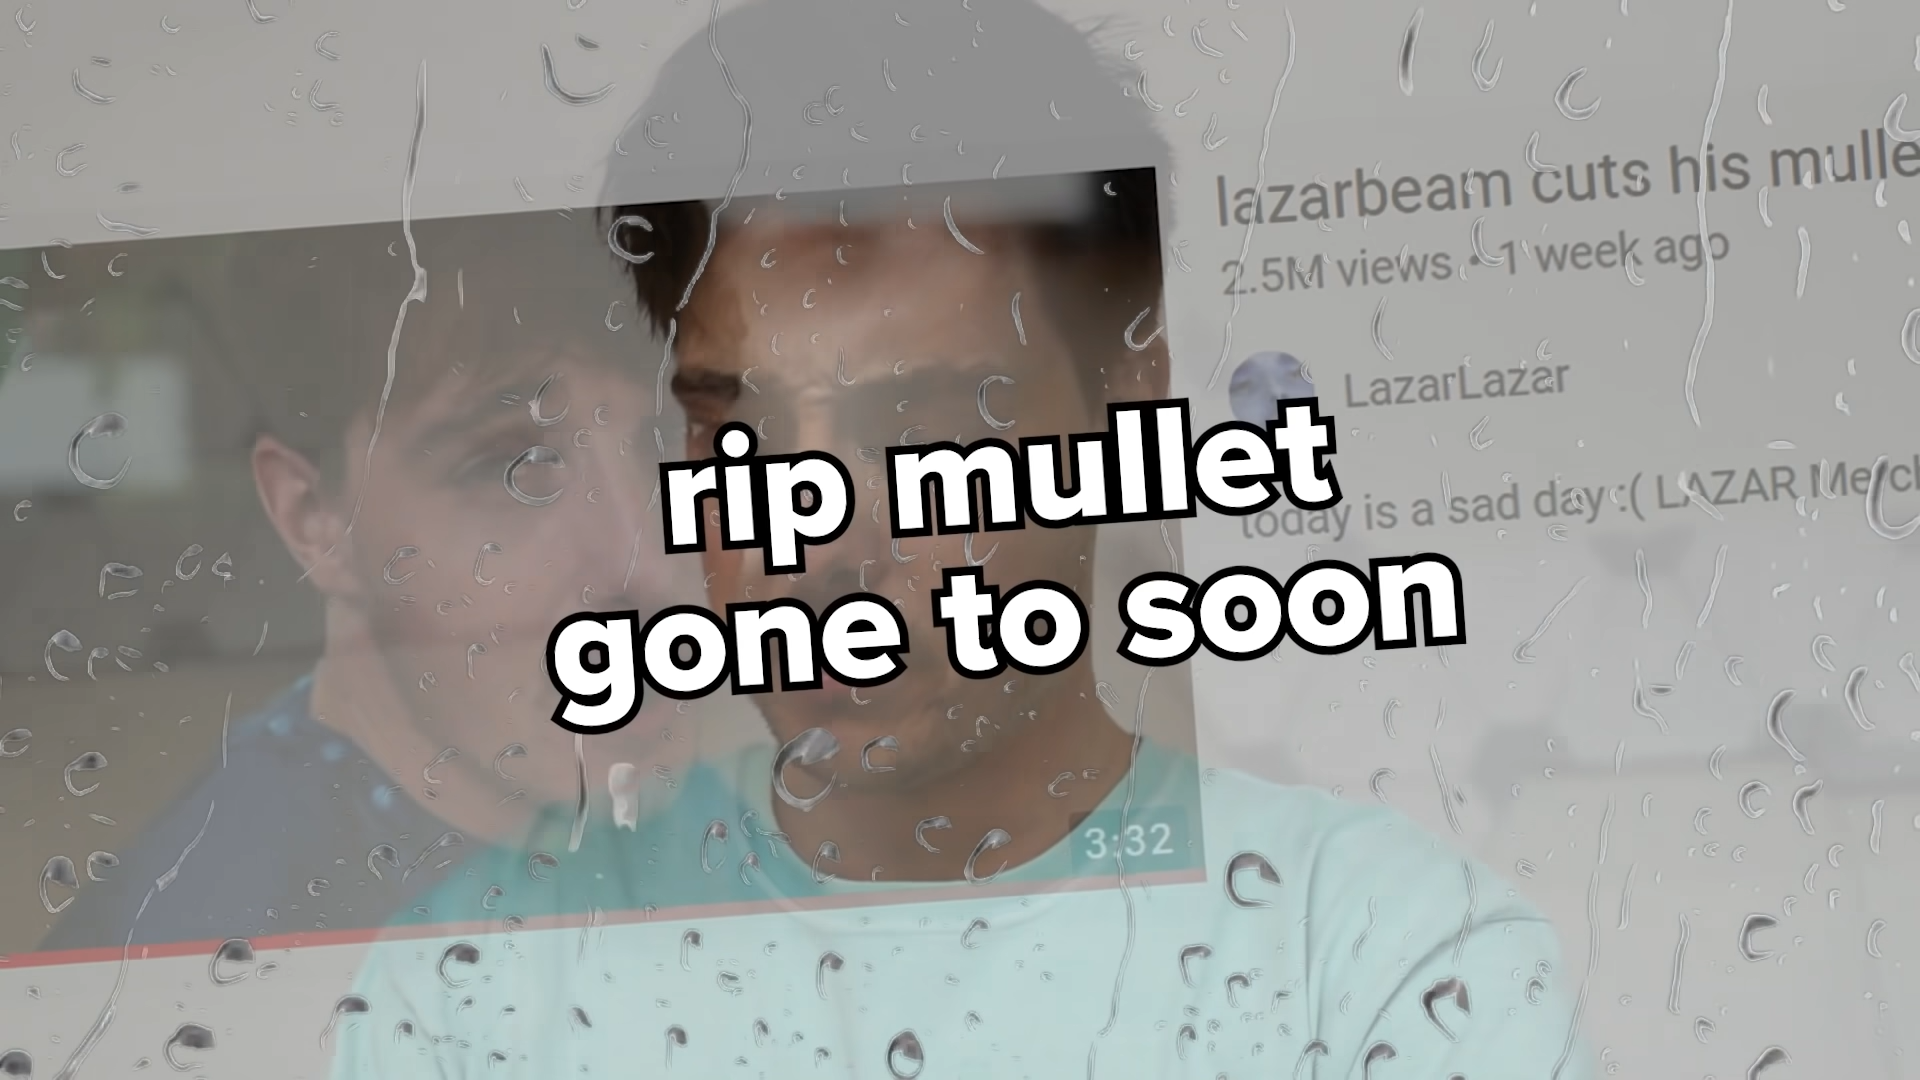 lazarbeam cuts his mulle
2.5M views • 1 week ago
LazarLazar
rip mullet
today is a sad day :( LAZAR Merch
gone to soon
3:32